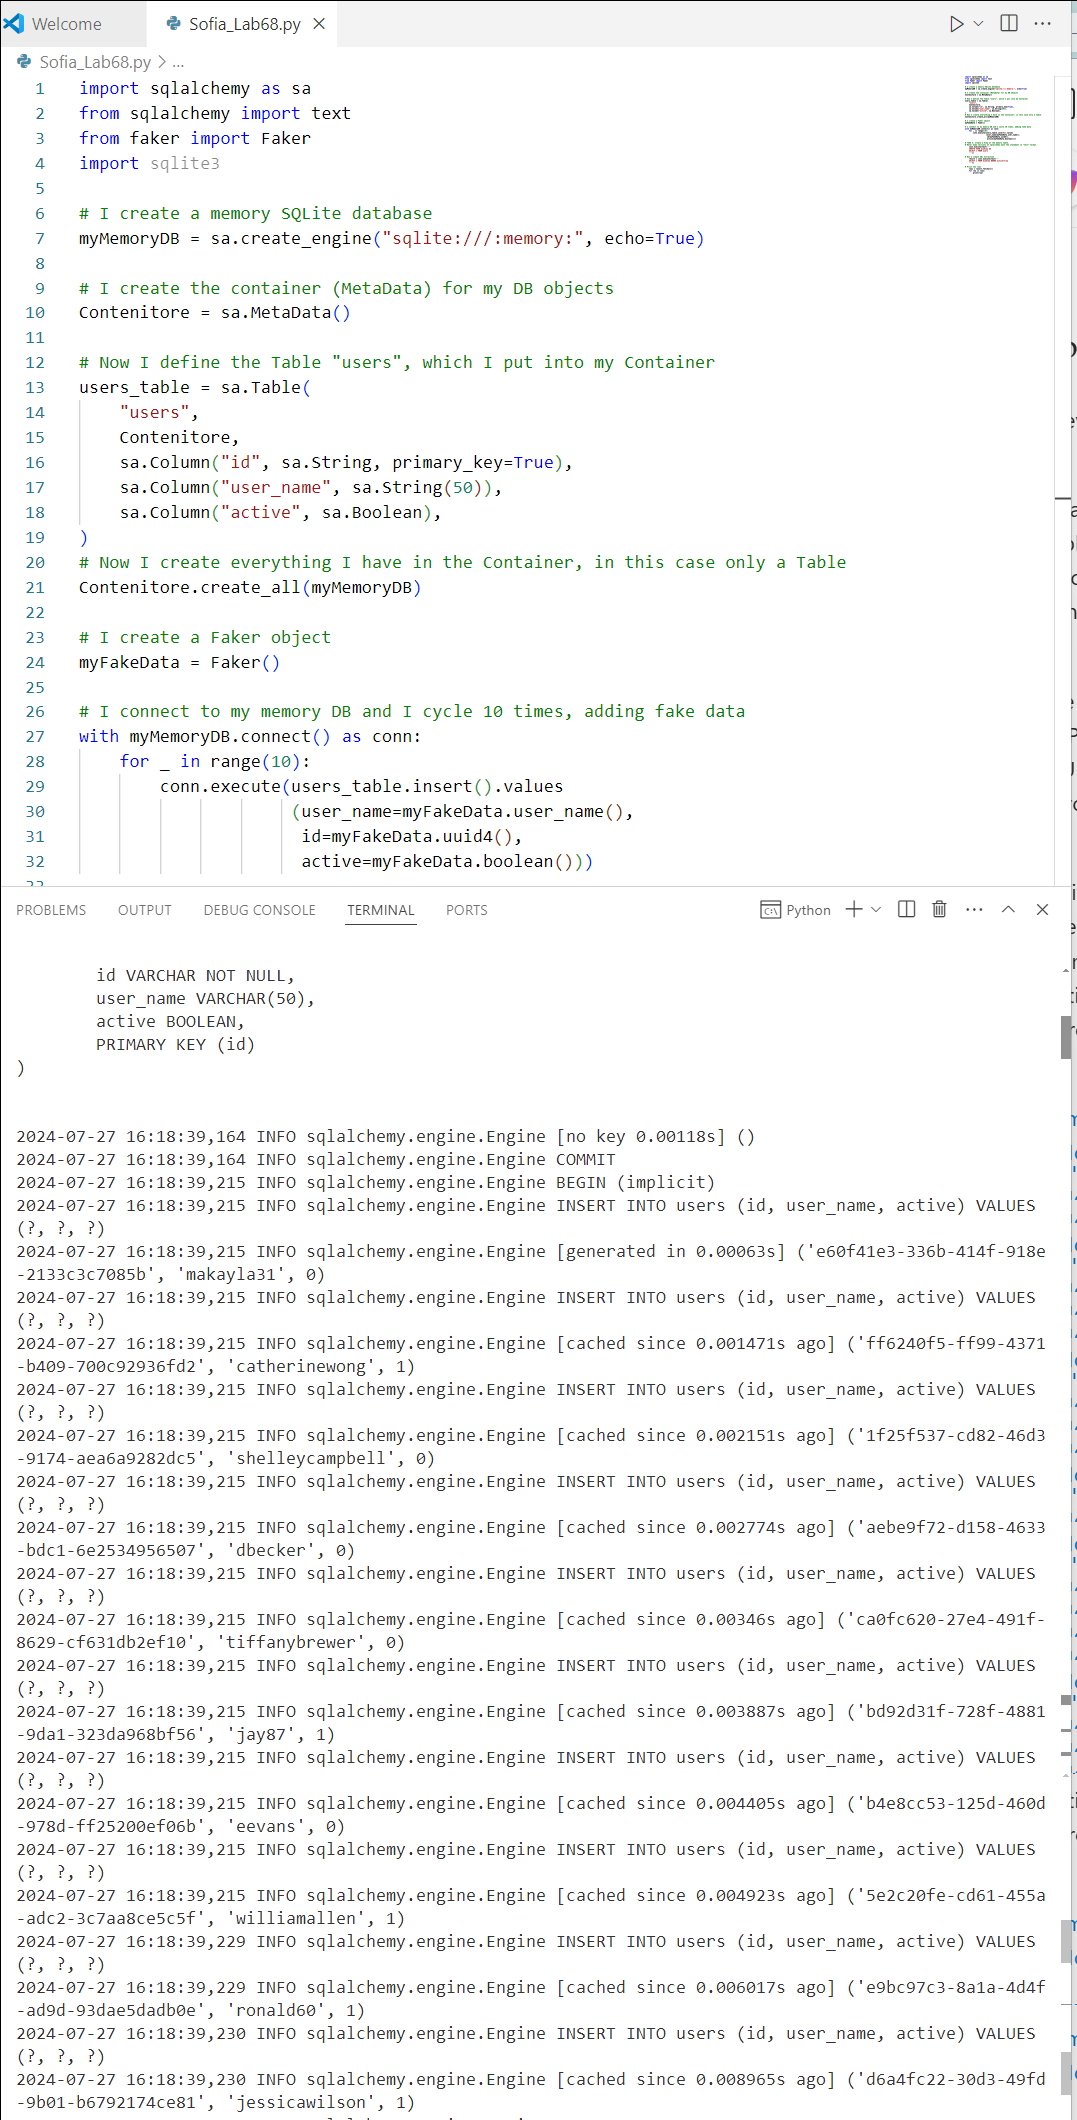 Welcome
Sofia_Lab68.py
Sofia_Lab68.py > ...
1 import sqlalchemy as sa
2 from sqlalchemy import text
3 from faker import Faker
4 import sqlite3
5
6 # I create a memory SQLite database
7 myMemoryDB = sa.create_engine("sqlite:///:memory:", echo=True)
8
9 # I create the container (MetaData) for my DB objects
10 Contenitore = sa.MetaData()
11
12 # Now I define the Table "users", which I put into my Container
13 users_table = sa.Table(
14 "users",
15 Contenitore,
16 sa.Column("id", sa.String, primary_key=True),
17 sa.Column("user_name", sa.String(50)),
18 sa.Column("active", sa.Boolean),
19 )
20 # Now I create everything I have in the Container, in this case only a Table
21 Contenitore.create_all(myMemoryDB)
22
23 # I create a Faker object
24 myFakeData = Faker()
25
26 # I connect to my memory DB and I cycle 10 times, adding fake data
27 with myMemoryDB.connect() as conn:
28 for _ in range(10):
29 conn.execute(users_table.insert().values
30 (user_name=myFakeData.user_name(),
31 id=myFakeData.uuid4(),
32 active=myFakeData.boolean()))
PROBLEMS OUTPUT DEBUG CONSOLE TERMINAL PORTS Python
id VARCHAR NOT NULL,
user_name VARCHAR(50),
active BOOLEAN,
PRIMARY KEY (id)
)
2024-07-27 16:18:39,164 INFO sqlalchemy.engine.Engine [no key 0.00118s] ()
2024-07-27 16:18:39,164 INFO sqlalchemy.engine.Engine COMMIT
2024-07-27 16:18:39,215 INFO sqlalchemy.engine.Engine BEGIN (implicit)
2024-07-27 16:18:39,215 INFO sqlalchemy.engine.Engine INSERT INTO users (id, user_name, active) VALUES
(?, ?, ?)
2024-07-27 16:18:39,215 INFO sqlalchemy.engine.Engine [generated in 0.00063s] ('e60f41e3-336b-414f-918e
-2133c3c7085b', 'makayla31', 0)
2024-07-27 16:18:39,215 INFO sqlalchemy.engine.Engine INSERT INTO users (id, user_name, active) VALUES
(?, ?, ?)
2024-07-27 16:18:39,215 INFO sqlalchemy.engine.Engine [cached since 0.001471s ago] ('ff6240f5-ff99-4371
-b409-700c92936fd2', 'catherinewong', 1)
2024-07-27 16:18:39,215 INFO sqlalchemy.engine.Engine INSERT INTO users (id, user_name, active) VALUES
(?, ?, ?)
2024-07-27 16:18:39,215 INFO sqlalchemy.engine.Engine [cached since 0.002151s ago] ('1f25f537-cd82-46d3
-9174-aea6a9282dc5', 'shelleycampbell', 0)
2024-07-27 16:18:39,215 INFO sqlalchemy.engine.Engine INSERT INTO users (id, user_name, active) VALUES
(?, ?, ?)
2024-07-27 16:18:39,215 INFO sqlalchemy.engine.Engine [cached since 0.002774s ago] ('aebe9f72-d158-4633
-bdc1-6e2534956507', 'dbecker', 0)
2024-07-27 16:18:39,215 INFO sqlalchemy.engine.Engine INSERT INTO users (id, user_name, active) VALUES
(?, ?, ?)
2024-07-27 16:18:39,215 INFO sqlalchemy.engine.Engine [cached since 0.00346s ago] ('ca0fc620-27e4-491f-
8629-cf631db2ef10', 'tiffanybrewer', 0)
2024-07-27 16:18:39,215 INFO sqlalchemy.engine.Engine INSERT INTO users (id, user_name, active) VALUES
(?, ?, ?)
2024-07-27 16:18:39,215 INFO sqlalchemy.engine.Engine [cached since 0.003887s ago] ('bd92d31f-728f-4881
-9da1-323da968bf56', 'jay87', 1)
2024-07-27 16:18:39,215 INFO sqlalchemy.engine.Engine INSERT INTO users (id, user_name, active) VALUES
(?, ?, ?)
2024-07-27 16:18:39,215 INFO sqlalchemy.engine.Engine [cached since 0.004405s ago] ('b4e8cc53-125d-460d
-978d-ff25200ef06b', 'eevans', 0)
2024-07-27 16:18:39,215 INFO sqlalchemy.engine.Engine INSERT INTO users (id, user_name, active) VALUES
(?, ?, ?)
2024-07-27 16:18:39,215 INFO sqlalchemy.engine.Engine [cached since 0.004923s ago] ('5e2c20fe-cd61-455a
-adc2-3c7aa8ce5c5f', 'williamallen', 1)
2024-07-27 16:18:39,229 INFO sqlalchemy.engine.Engine INSERT INTO users (id, user_name, active) VALUES
(?, ?, ?)
2024-07-27 16:18:39,229 INFO sqlalchemy.engine.Engine [cached since 0.006017s ago] ('e9bc97c3-8a1a-4d4f
-ad9d-93dae5dadb0e', 'ronald60', 1)
2024-07-27 16:18:39,230 INFO sqlalchemy.engine.Engine INSERT INTO users (id, user_name, active) VALUES
(?, ?, ?)
2024-07-27 16:18:39,230 INFO sqlalchemy.engine.Engine [cached since 0.008965s ago] ('d6a4fc22-30d3-49fd
-9b01-b6792174ce81', 'jessicawilson', 1)